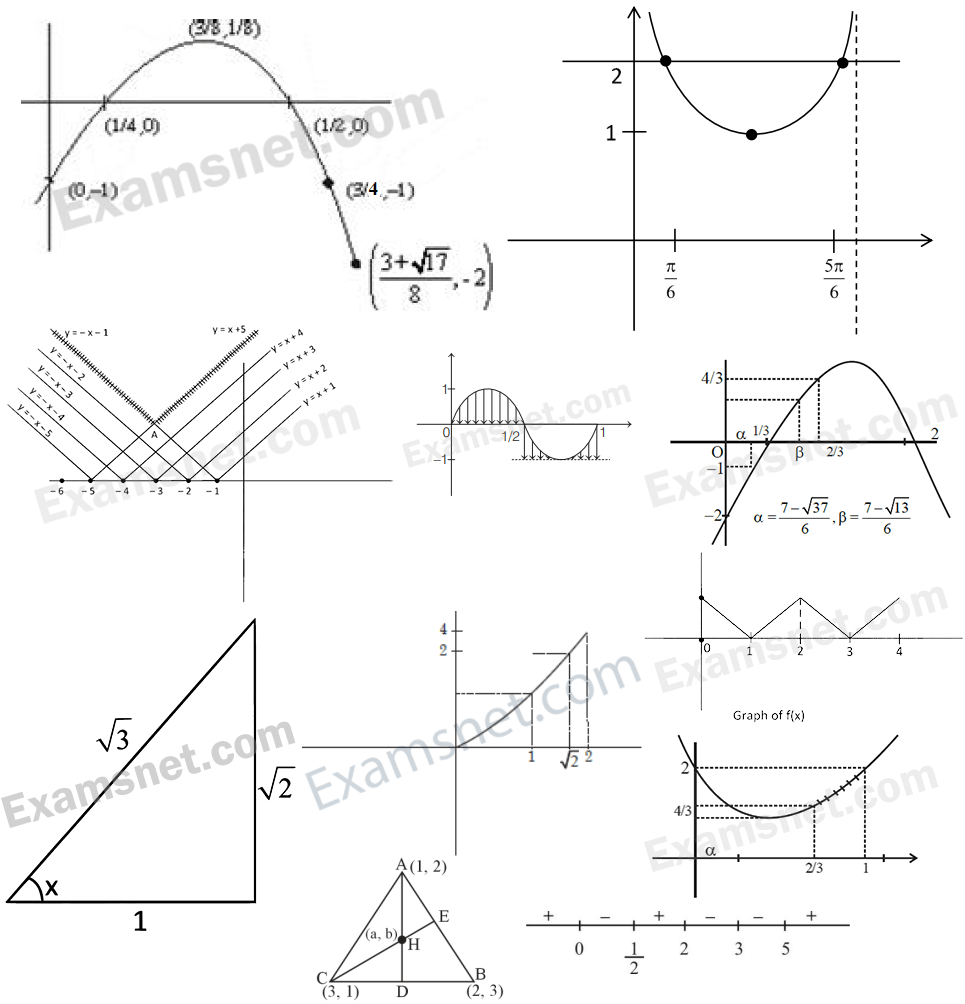 (3/8,1/8)
(1/4,0)
(1/2,0)
(0,–1)
(3/4,–1)
(3+√17/8,-2)
Examsnet.com
2
1
π/6
5π/6
y = – x – 1
y = x +5
y = – x – 2
y = x + 4
y = – x – 3
y = x + 3
y = – x – 4
y = x + 2
y = – x – 5
y = x + 1
A
– 6
– 5
– 4
– 3
– 2
– 1
Examsnet.com
1
0
1/2
1
–1
Examsnet.com
4/3
α
1/3
2
O
β
2/3
–1
–2
α = 7–√37/6 , β = 7–√13/6
Examsnet.com
0
1
2
3
4
Graph of f(x)
Examsnet.com
√3
√2
x
1
Examsnet.com
4
2
1
√2
2
Examsnet.com
2
4/3
α
2/3
1
Examsnet.com
A (1, 2)
E
(a, b)
H
C
D
B
(3, 1)
(2, 3)
+ – + – – +
0 1/2 2 3 5